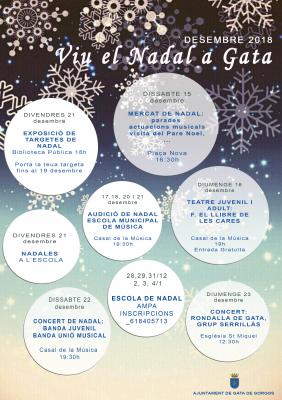 DESEMBRE 2018
Viu el Nadal a Gata
DISSABTE 15
desembre
MERCAT DE NADAL:
parades
actuacions musicals
visita del Pare Noel,
...
Plaça Nova
16:30h
DIVENDRES 21
desembre
EXPOSICIÓ DE
TARGETES DE
NADAL
Biblioteca Pública 18h
Porta la teua targeta
fins al 19 desembre
17,18, 20 i 21
desembre
AUDICIÓ DE NADAL
ESCOLA MUNICIPAL
DE MÚSICA
Casal de la Música
19:30h
DIUMENGE 16
desembre
TEATRE JUVENIL I
ADULT:
F. EL LLIBRE DE
LES CARES
Casal de la Música
19h
Entrada Gratuïta
DIVENDRES 21
desembre
NADALES
A L'ESCOLA
28,29,31/12
2, 3, 4/1
ESCOLA DE NADAL
AMPA
INSCRIPCIONS
_616405713
DISSABTE 22
desembre
CONCERT DE NADAL:
BANDA JUVENIL
BANDA UNIÓ MUSICAL
Casal de la Música
19:30h
DIUMENGE 23
desembre
CONCERT:
RONDALLA DE GATA,
GRUP SERRILLAS
Església St Miquel
12:30h
AJUNTAMENT DE GATA DE GORGOS